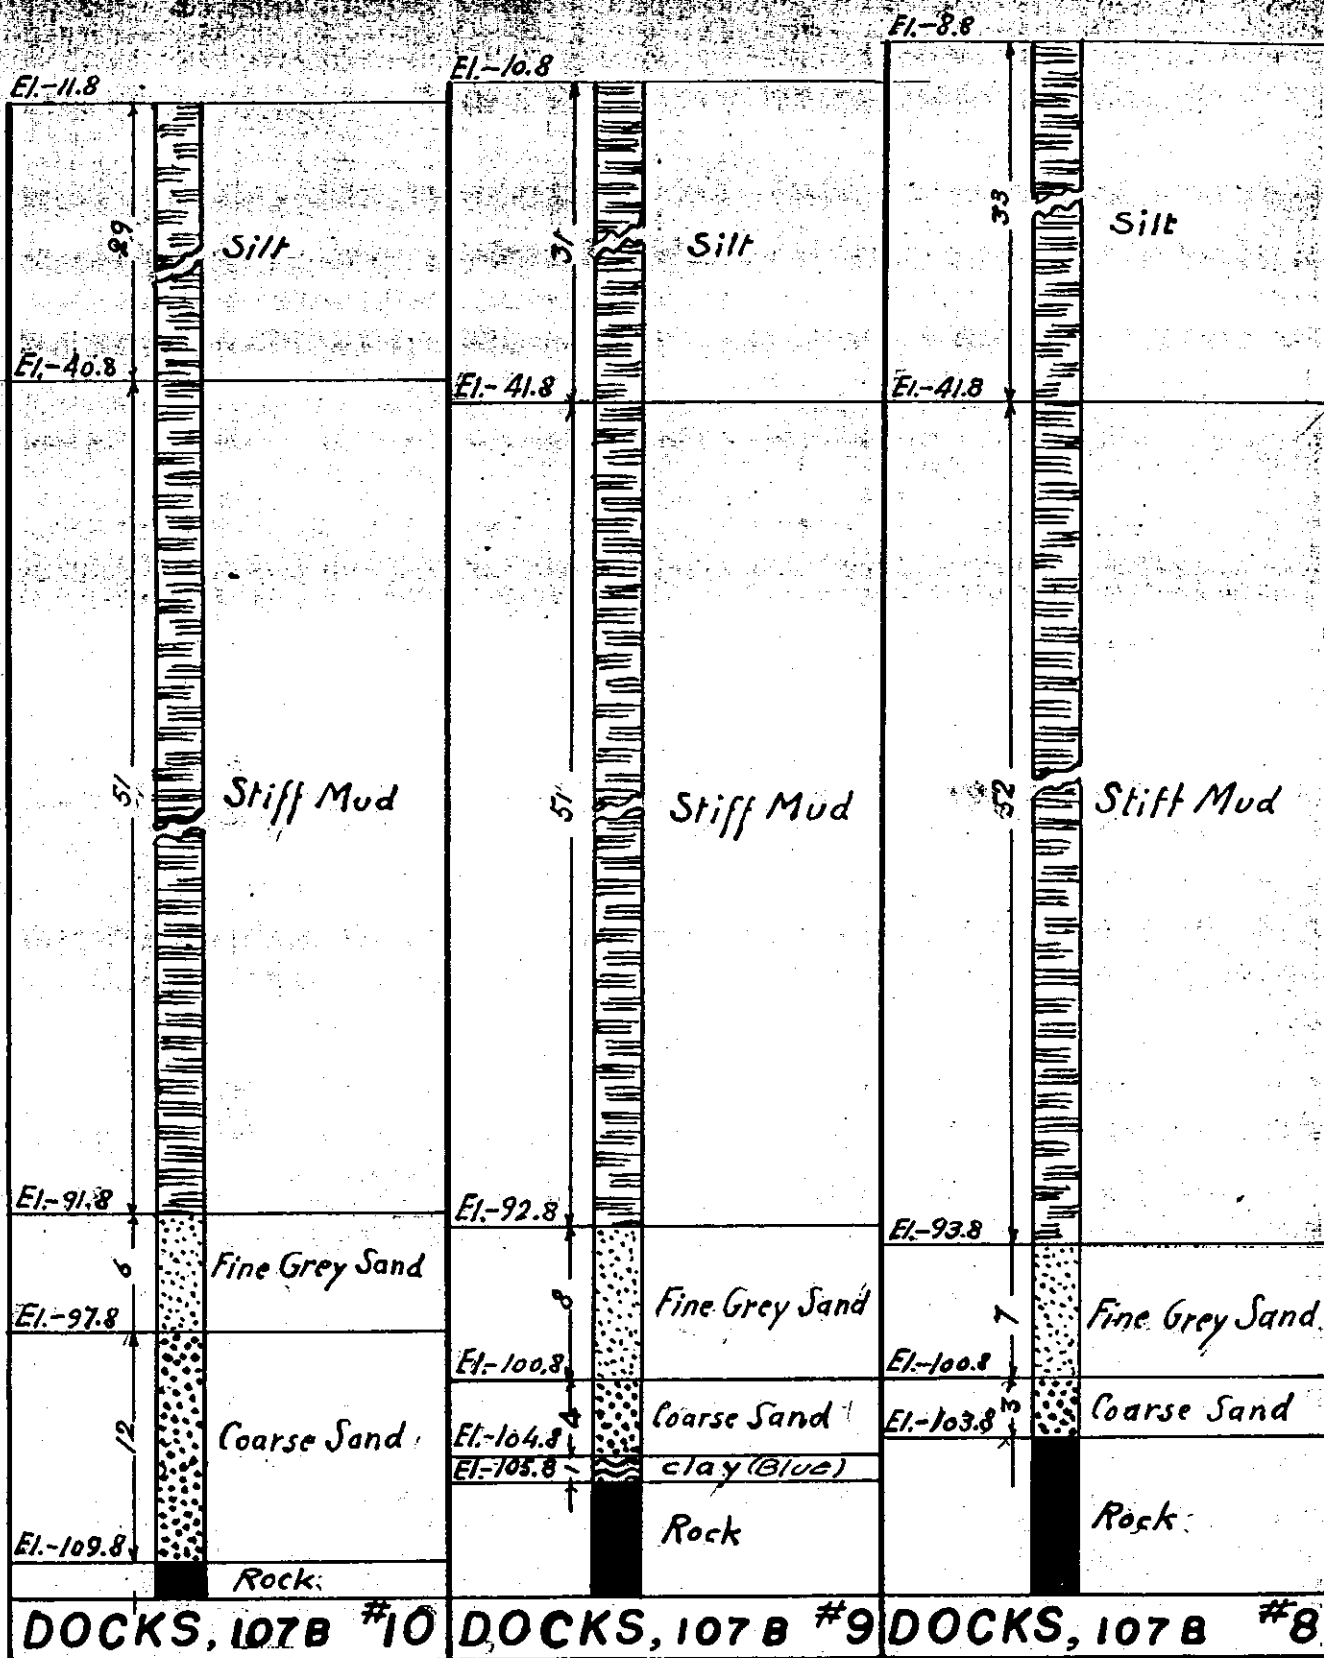 El.-11.8
29
Silt
El.-40.8
51
Stiff Mud
El.-91.8
6
Fine Grey Sand
El.-97.8
12
Coarse Sand
El.-109.8
Rock.
DOCKS, 107B #10
El.-10.8
31
Silt
El.-41.8
51
Stiff Mud
El.-92.8
8
Fine Grey Sand
El.-100.8
4
Coarse Sand
El.-104.8
1
clay (Blue)
El.-105.8
Rock
DOCKS, 107B #9
El.-8.8
33
Silt
El.-41.8
52
Stiff Mud
El.-93.8
7
Fine Grey Sand.
El.-100.8
3
Coarse Sand
El.-103.8
Rock.
DOCKS, 107B #8